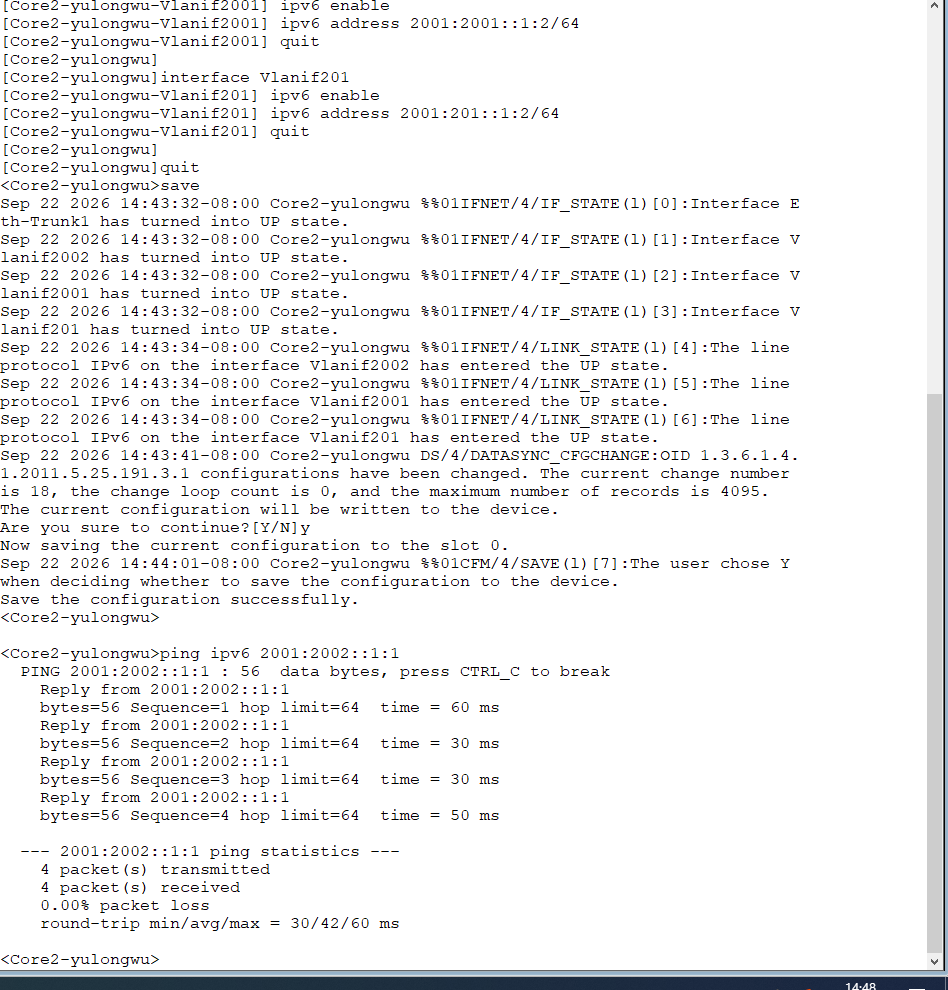 [Core2-yulongwu-Vlanif2001] ipv6 enable
[Core2-yulongwu-Vlanif2001] ipv6 address 2001:2001::1:2/64
[Core2-yulongwu-Vlanif2001] quit
[Core2-yulongwu]
[Core2-yulongwu]interface Vlanif201
[Core2-yulongwu-Vlanif201] ipv6 enable
[Core2-yulongwu-Vlanif201] ipv6 address 2001:201::1:2/64
[Core2-yulongwu-Vlanif201] quit
[Core2-yulongwu]
[Core2-yulongwu]quit
<Core2-yulongwu>save
Sep 22 2026 14:43:32-08:00 Core2-yulongwu %%01IFNET/4/IF_STATE(l)[0]:Interface E
th-Trunk1 has turned into UP state.
Sep 22 2026 14:43:32-08:00 Core2-yulongwu %%01IFNET/4/IF_STATE(l)[1]:Interface V
lanif2002 has turned into UP state.
Sep 22 2026 14:43:32-08:00 Core2-yulongwu %%01IFNET/4/IF_STATE(l)[2]:Interface V
lanif2001 has turned into UP state.
Sep 22 2026 14:43:32-08:00 Core2-yulongwu %%01IFNET/4/IF_STATE(l)[3]:Interface V
lanif201 has turned into UP state.
Sep 22 2026 14:43:34-08:00 Core2-yulongwu %%01IFNET/4/LINK_STATE(l)[4]:The line
protocol IPv6 on the interface Vlanif2002 has entered the UP state.
Sep 22 2026 14:43:34-08:00 Core2-yulongwu %%01IFNET/4/LINK_STATE(l)[5]:The line
protocol IPv6 on the interface Vlanif2001 has entered the UP state.
Sep 22 2026 14:43:34-08:00 Core2-yulongwu %%01IFNET/4/LINK_STATE(l)[6]:The line
protocol IPv6 on the interface Vlanif201 has entered the UP state.
Sep 22 2026 14:43:41-08:00 Core2-yulongwu DS/4/DATASYNC_CFGCHANGE:OID 1.3.6.1.4.
1.2011.5.25.191.3.1 configurations have been changed. The current change number
is 18, the change loop count is 0, and the maximum number of records is 4095.
The current configuration will be written to the device.
Are you sure to continue?[Y/N]y
Now saving the current configuration to the slot 0.
Sep 22 2026 14:44:01-08:00 Core2-yulongwu %%01CFM/4/SAVE(l)[7]:The user chose Y
when deciding whether to save the configuration to the device.
Save the configuration successfully.
<Core2-yulongwu>
<Core2-yulongwu>ping ipv6 2001:2002::1:1
PING 2001:2002::1:1 : 56  data bytes, press CTRL_C to break
Reply from 2001:2002::1:1
bytes=56 Sequence=1 hop limit=64  time = 60 ms
Reply from 2001:2002::1:1
bytes=56 Sequence=2 hop limit=64  time = 30 ms
Reply from 2001:2002::1:1
bytes=56 Sequence=3 hop limit=64  time = 30 ms
Reply from 2001:2002::1:1
bytes=56 Sequence=4 hop limit=64  time = 50 ms
--- 2001:2002::1:1 ping statistics ---
4 packet(s) transmitted
4 packet(s) received
0.00% packet loss
round-trip min/avg/max = 30/42/60 ms
<Core2-yulongwu>
14:48